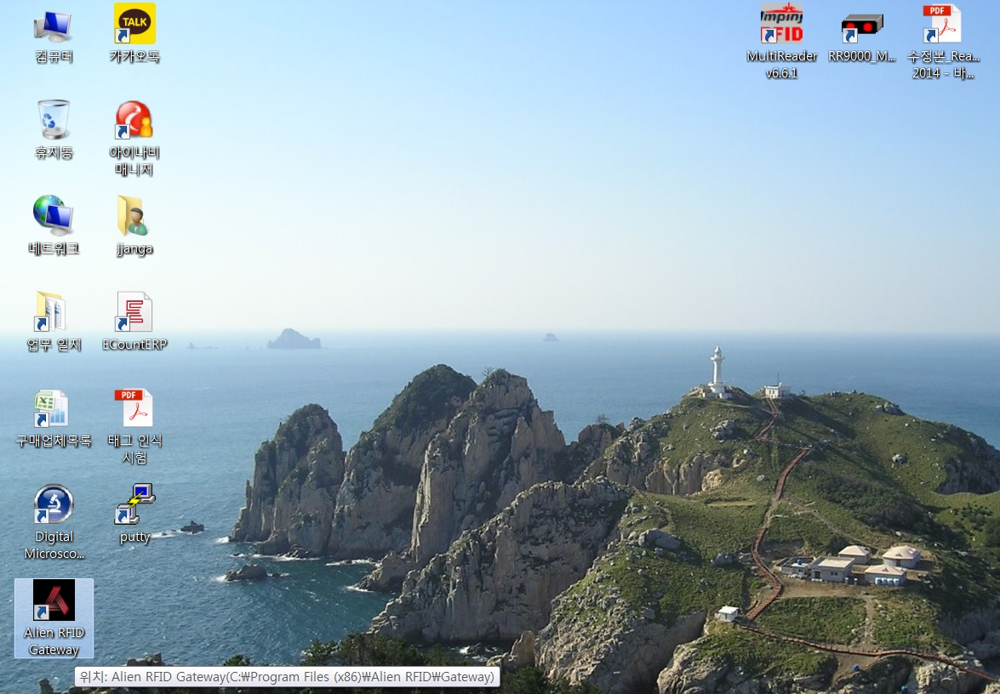 컴퓨터
TALK
카카오톡
휴지통
아이나비
매니저
네트워크
jjanga
업무 일지
ECountERP
구매업체목록
PDF
태그 인식
시험
Digital
Microsco...
putty
Alien RFID
Gateway
위치: Alien RFID Gateway(C:₩Program Files (x86)₩Alien RFID₩Gateway)
impinj
RFID
MultiReader
v6.6.1
RR9000_M...
PDF
수정본_Rea...
2014 - 바...